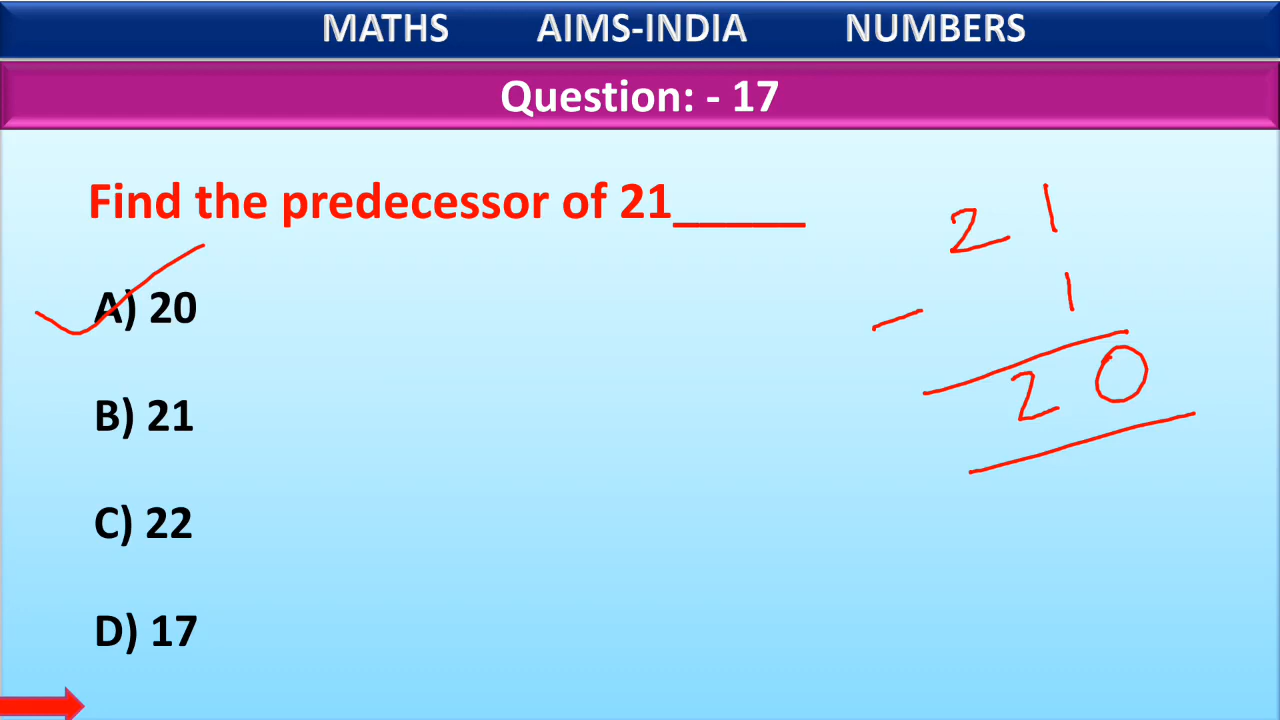 MATHS AIMS-INDIA NUMBERS
Question: - 17
Find the predecessor of 21_____
A) 20
B) 21
C) 22
D) 17
21
- 1
20